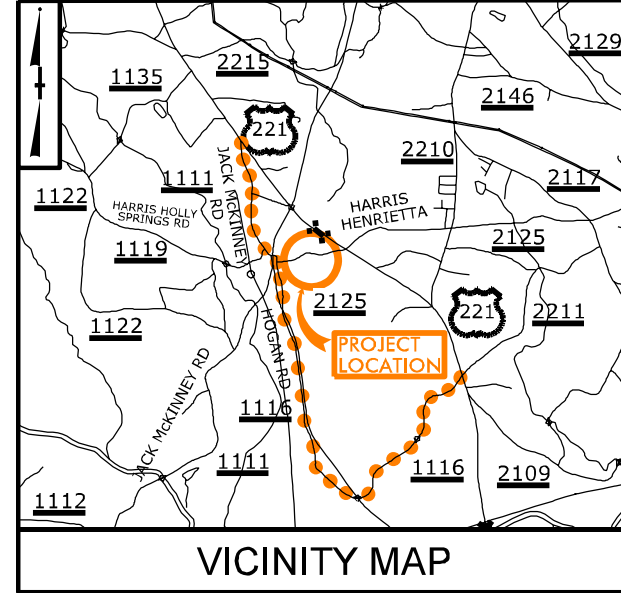 2129
2215
1135
2146
221
2210
JACK McKINNEY
RD
1111
2117
1122
HARRIS
HENRIETTA
HARRIS HOLLY
SPRINGS RD
1119
2125
2125
221
2211
1122
HOGAN RD
PROJECT
LOCATION
JACK McKINNEY RD
1116
1111
1116
2109
1112
VICINITY MAP